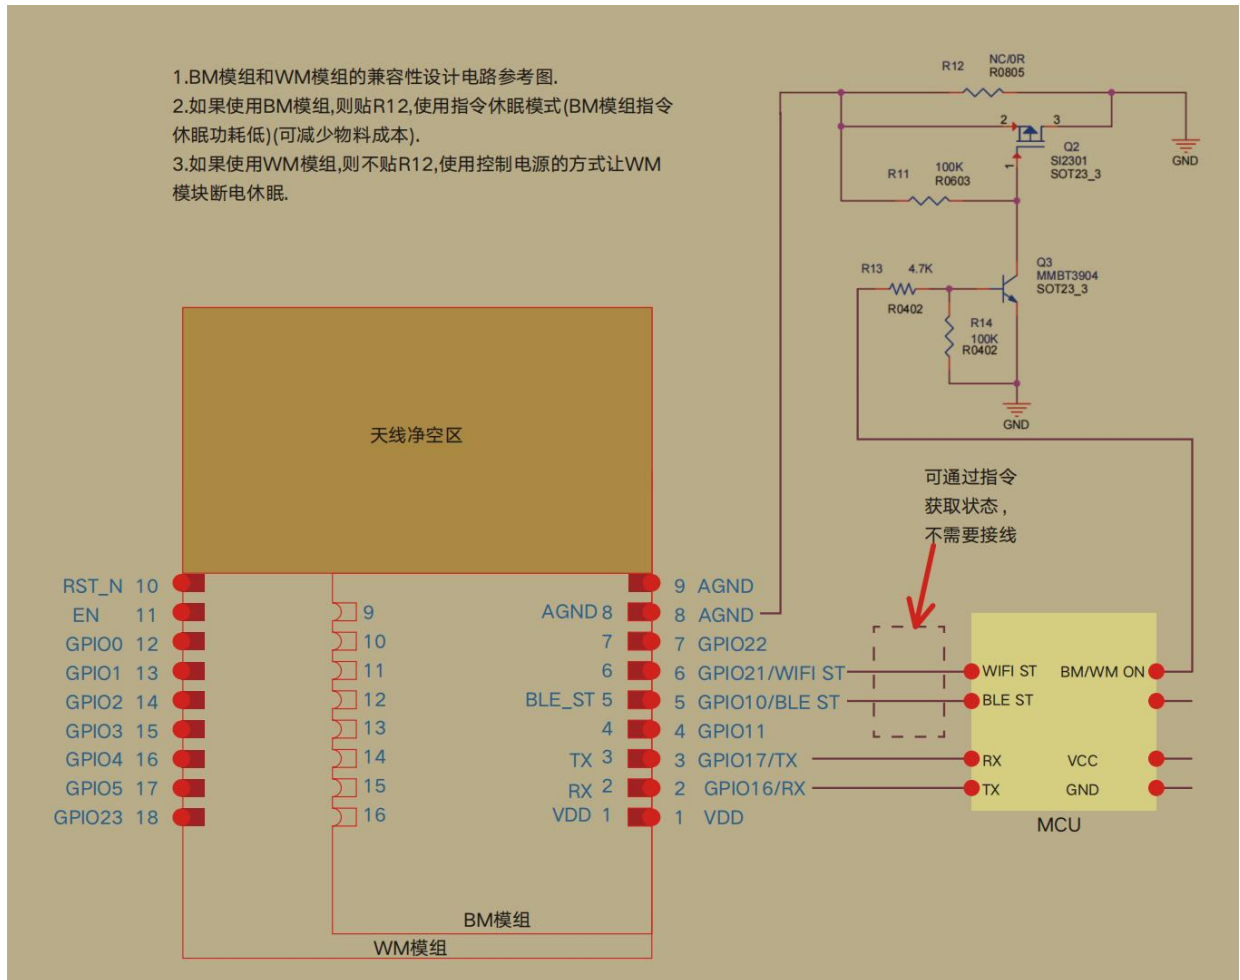 1.BM模组和WM模组的兼容性设计电路参考图.
2.如果使用BM模组,则贴R12,使用指令休眠模式(BM模组指令
休眠功耗低)(可减少物料成本).
3.如果使用WM模组,则不贴R12,使用控制电源的方式让WM
模块断电休眠.
R12
NC/0R
R0805
2
3
Q2
SI2301
SOT23_3
1
GND
R11
100K
R0603
R13
4.7K
R0402
Q3
MMBT3904
SOT23_3
R14
100K
R0402
GND
天线净空区
可通过指令
获取状态，
不需要接线
RST_N 10
EN 11
GPIO0 12
GPIO1 13
GPIO2 14
GPIO3 15
GPIO4 16
GPIO5 17
GPIO23 18
9
10
11
12
13
14
15
16
AGND 8
7
6
BLE_ST 5
4
TX 3
RX 2
VDD 1
9 AGND
8 AGND
7 GPIO22
6 GPIO21/WIFI ST
5 GPIO10/BLE ST
4 GPIO11
3 GPIO17/TX
2 GPIO16/RX
1 VDD
WIFI ST
BM/WM ON
BLE ST
RX
VCC
TX
GND
MCU
BM模组
WM模组